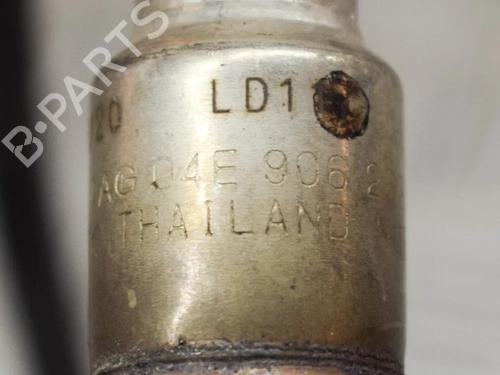 B-PARTS
20 LD1
AG 04E 906 2
THAILAND